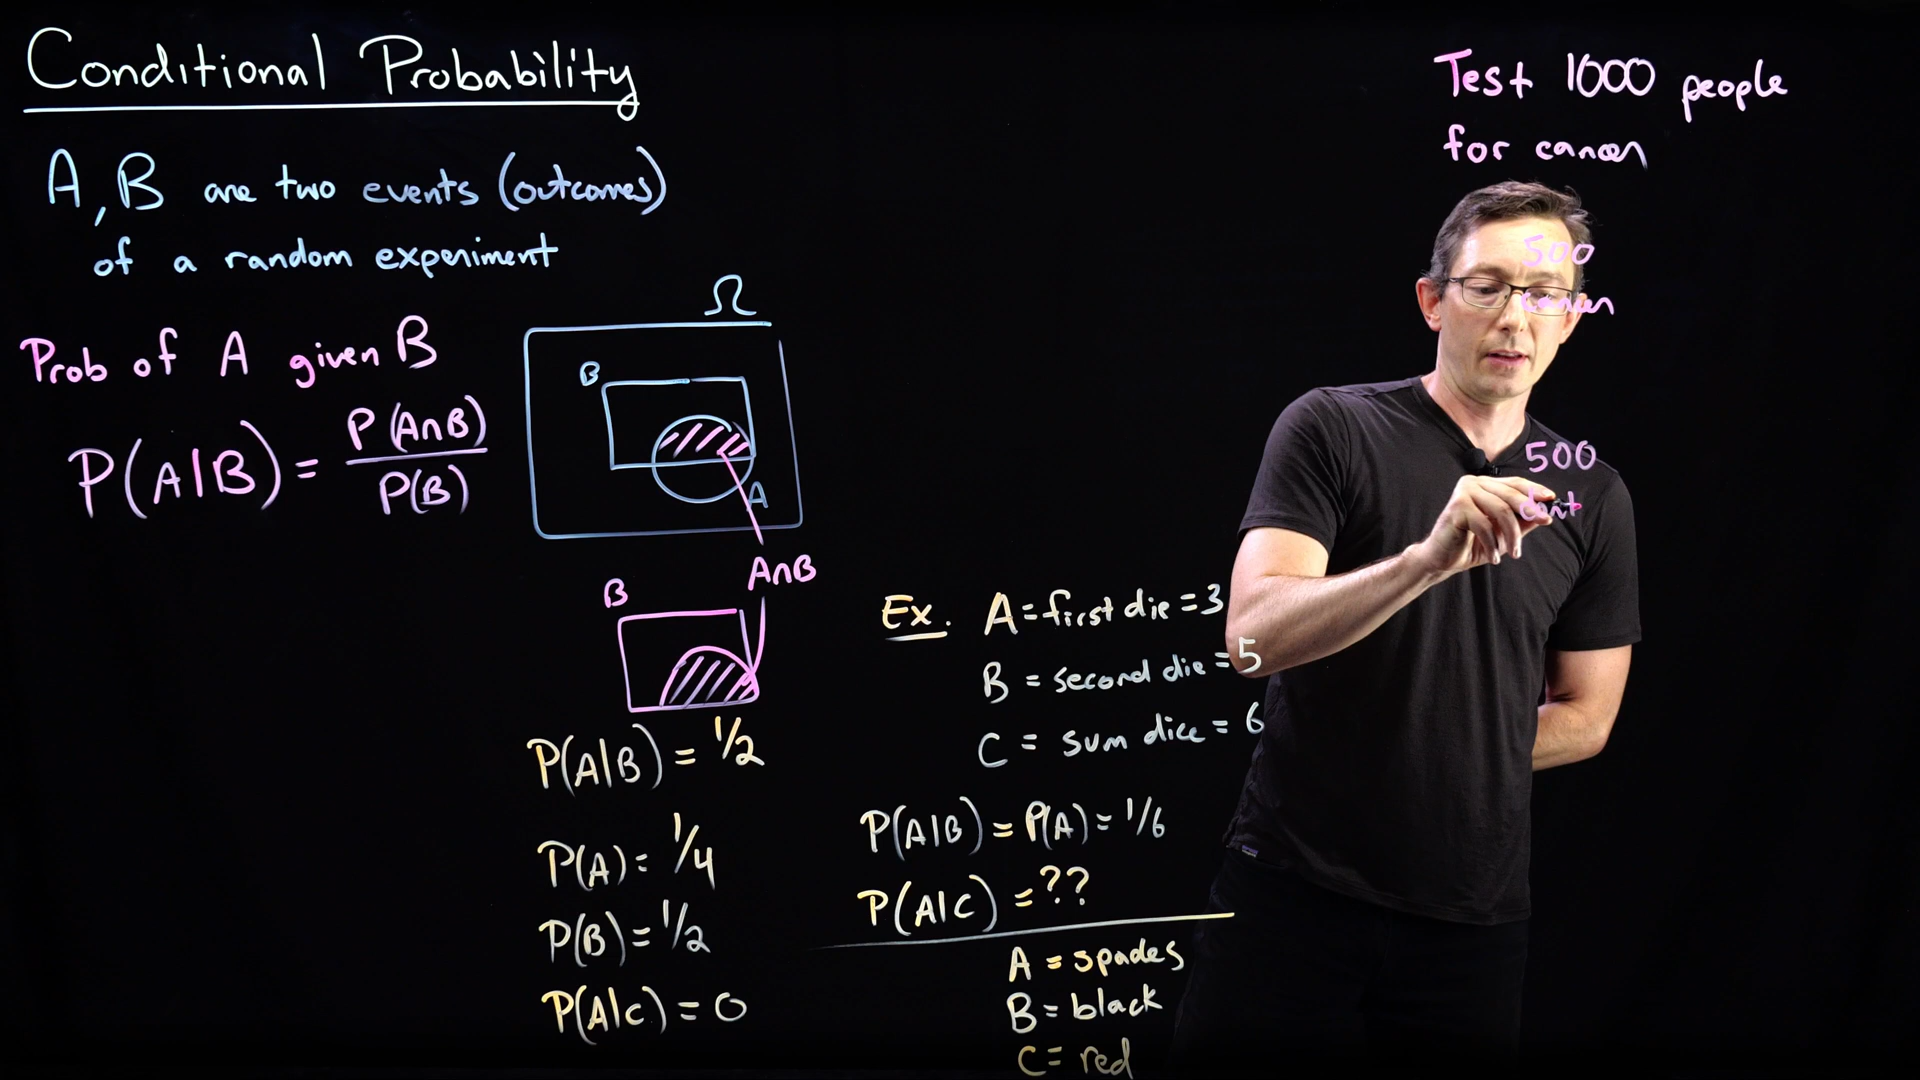 Conditional Probability
A, B are two events (outcomes)
of a random experiment
Prob of A given B
P(A|B) = P(A∩B) / P(B)
Ω
B
A
A∩B
B
P(A|B) = 1/2
P(A) = 1/4
P(B) = 1/2
P(A|C) = 0
Ex. A = first die = 3
B = second die = 5
C = sum dice = 6
P(A|B) = P(A) = 1/6
P(A|C) = ??
A = spades
B = black
C = red
Test 1000 people
for cancer
500
cancer
500
dont